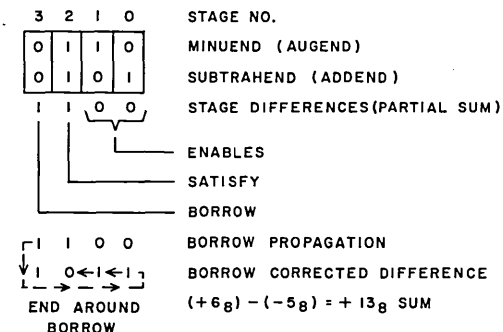 3 2 1 0 STAGE NO.
0 1 1 0 MINUEND (AUGEND)
0 1 0 1 SUBTRAHEND (ADDEND)
1 1 0 0 STAGE DIFFERENCES (PARTIAL SUM)
ENABLES
SATISFY
BORROW
1 1 0 0 BORROW PROPAGATION
1 0 1 1 BORROW CORRECTED DIFFERENCE
END AROUND BORROW
(+6₈) − (−5₈) = + 13₈ SUM